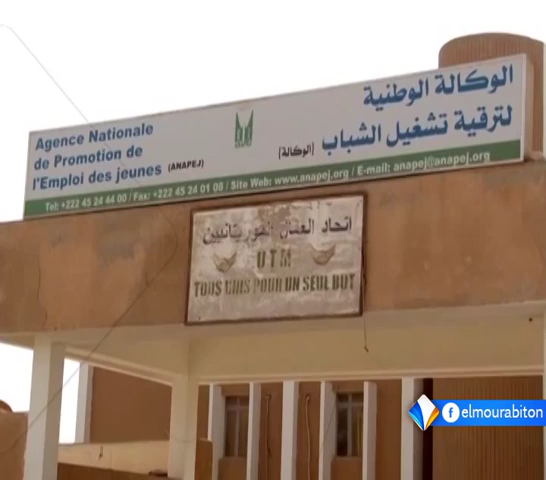 الوكالة الوطنية
لترقية تشغيل الشباب
(الوكالة)
Agence Nationale
de Promotion de
l'Emploi des jeunes (ANAPEJ)
Tel: +222 45 24 44 00 / Fax: +222 45 24 01 08 / Site Web: www.anapej.org / E-mail: anapej@anapej.org
اتحاد العمال الموريتانيين
UTM
TOUS UNIS POUR UN SEUL BUT
elmourabiton